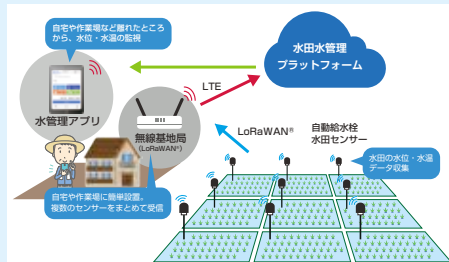 自宅や作業場など離れたところ
から、水位・水温の監視
水管理アプリ
水田水管理
プラットフォーム
LTE
無線基地局
(LoRaWAN®)
LoRaWAN®
自動給水栓
水田センサー
水田の水位・水温
データ収集
自宅や作業場に簡単設置。
複数のセンサーをまとめて受信